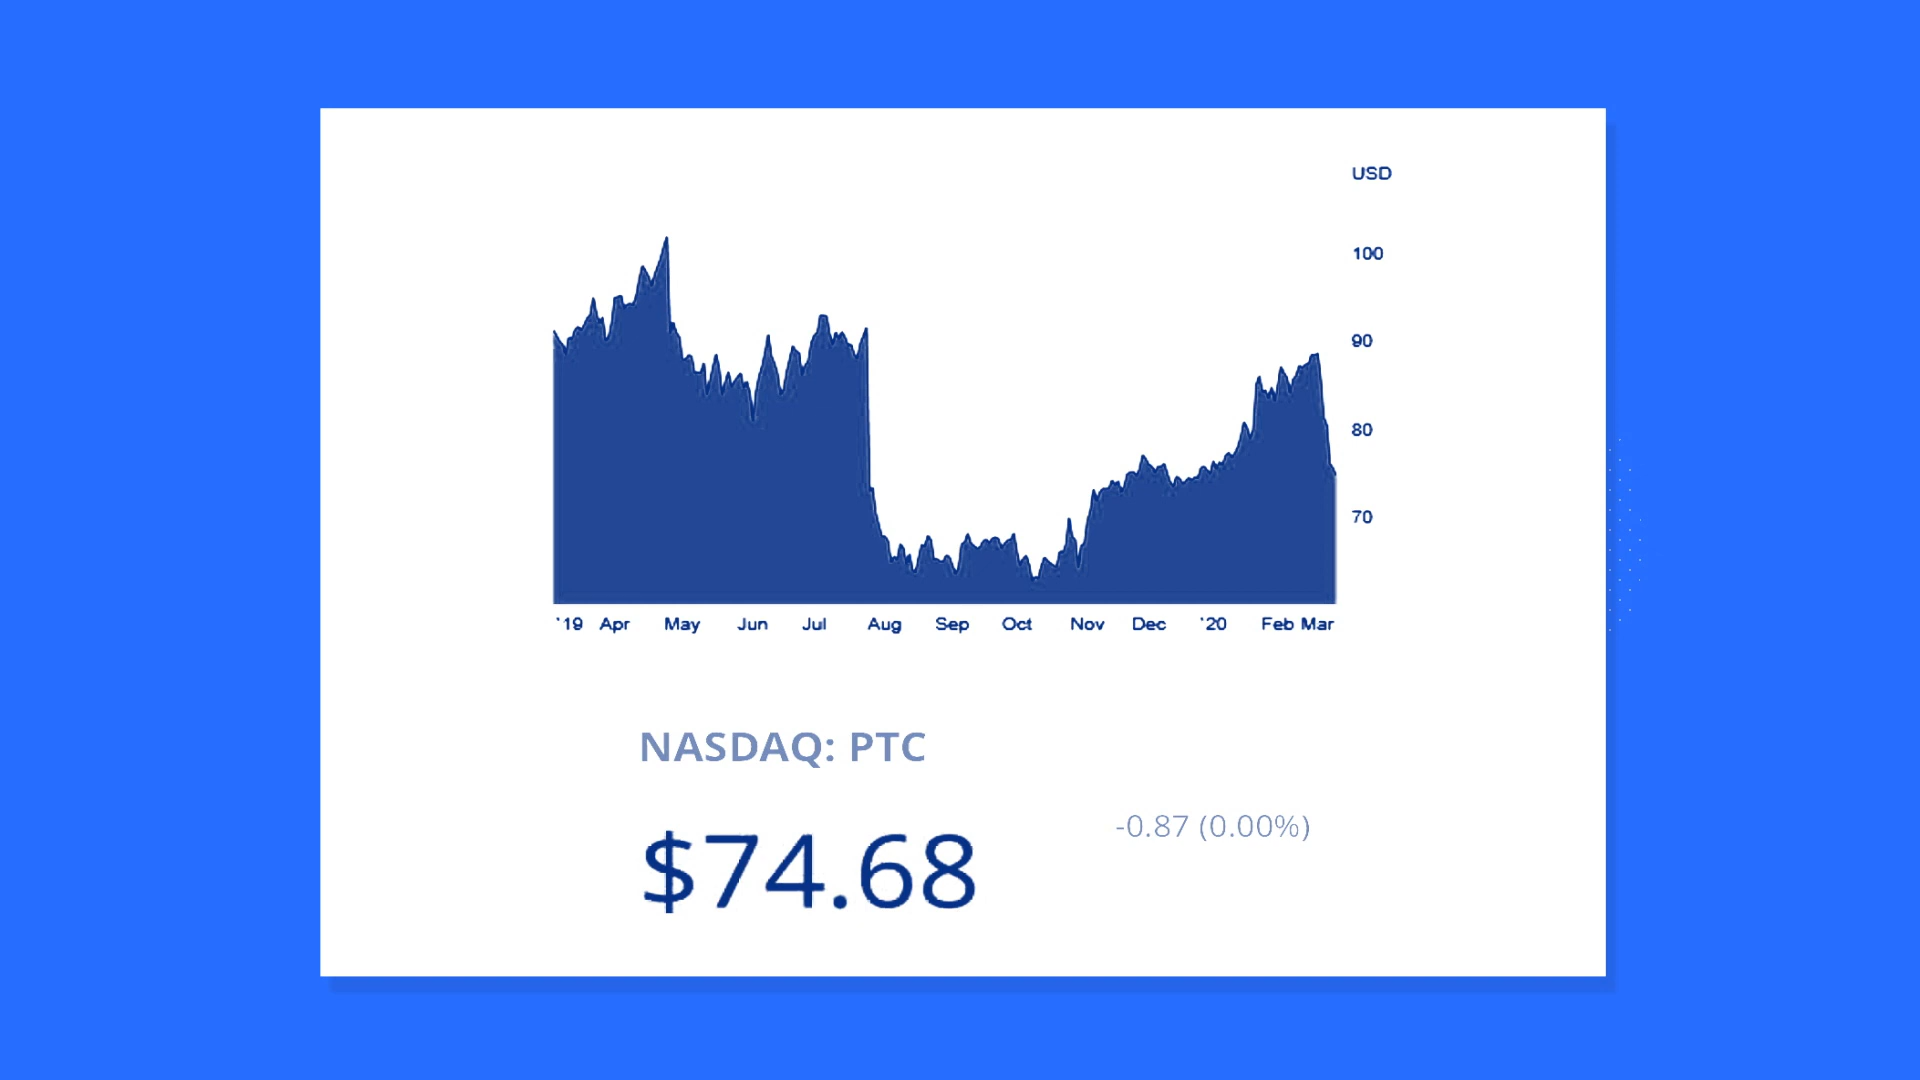 USD
100
90
80
70
`19 Apr May Jun Jul Aug Sep Oct Nov Dec `20 Feb Mar
NASDAQ: PTC
-0.87 (0.00%)
$74.68